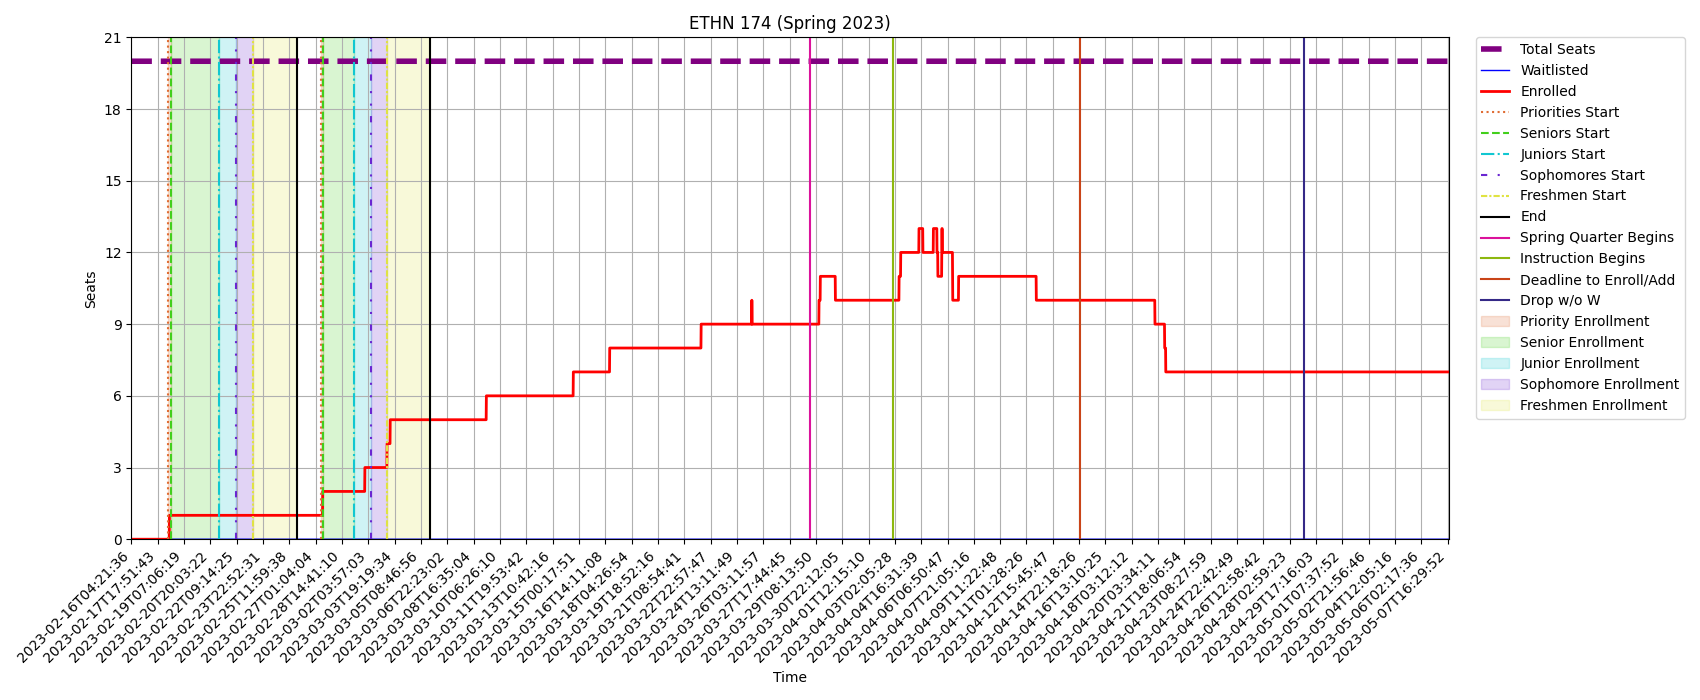 ETHN 174 (Spring 2023)
21
18
15
12
9
6
3
0
Seats
2023-02-16T04:21:36
2023-02-17T17:51:43
2023-02-19T07:06:19
2023-02-20T20:03:22
2023-02-22T09:14:25
2023-02-23T22:52:31
2023-02-25T11:59:38
2023-02-27T01:04:04
2023-02-28T14:41:10
2023-03-02T03:57:03
2023-03-03T19:19:34
2023-03-05T08:46:56
2023-03-06T22:23:02
2023-03-08T16:35:04
2023-03-10T06:26:10
2023-03-11T19:53:42
2023-03-13T10:42:16
2023-03-15T00:17:51
2023-03-16T14:11:08
2023-03-18T04:26:54
2023-03-19T18:52:16
2023-03-21T08:54:41
2023-03-22T22:57:47
2023-03-24T13:11:49
2023-03-26T03:11:57
2023-03-27T17:44:45
2023-03-29T08:13:50
2023-03-30T22:12:05
2023-04-01T12:15:10
2023-04-03T02:05:28
2023-04-04T16:31:39
2023-04-06T06:50:47
2023-04-07T21:05:16
2023-04-09T11:22:48
2023-04-11T01:28:26
2023-04-12T15:45:47
2023-04-14T22:18:26
2023-04-16T13:10:25
2023-04-18T03:12:12
2023-04-20T03:34:11
2023-04-21T18:06:54
2023-04-23T08:27:59
2023-04-24T22:42:49
2023-04-26T12:58:42
2023-04-28T02:59:23
2023-04-29T17:16:03
2023-05-01T07:37:52
2023-05-02T21:56:46
2023-05-04T12:05:16
2023-05-06T02:17:36
2023-05-07T16:29:52
Time
Total Seats
Waitlisted
Enrolled
Priorities Start
Seniors Start
Juniors Start
Sophomores Start
Freshmen Start
End
Spring Quarter Begins
Instruction Begins
Deadline to Enroll/Add
Drop w/o W
Priority Enrollment
Senior Enrollment
Junior Enrollment
Sophomore Enrollment
Freshmen Enrollment